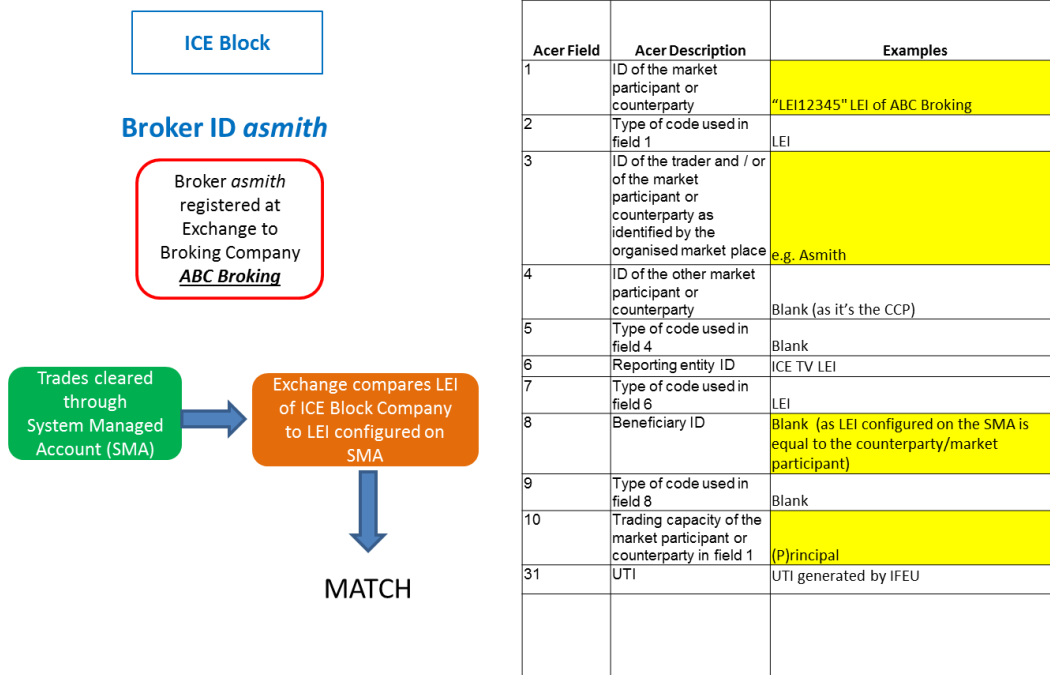 ICE Block
Broker ID asmith
Broker asmith
registered at
Exchange to
Broking Company
ABC Broking
Trades cleared
through
System Managed
Account (SMA)
Exchange compares LEI
of ICE Block Company
to LEI configured on
SMA
MATCH
Acer Field Acer Description Examples
1 ID of the market
participant or
counterparty “LEI12345" LEI of ABC Broking
2 Type of code used in
field 1 LEI
3 ID of the trader and / or
of the market
participant or
counterparty as
identified by the
organised market place e.g. Asmith
4 ID of the other market
participant or
counterparty Blank (as it’s the CCP)
5 Type of code used in
field 4 Blank
6 Reporting entity ID ICE TV LEI
7 Type of code used in
field 6 LEI
8 Beneficiary ID Blank (as LEI configured on the SMA is
equal to the counterparty/market
participant)
9 Type of code used in
field 8 Blank
10 Trading capacity of the
market participant or
counterparty in field 1 (P)rincipal
31 UTI UTI generated by IFEU